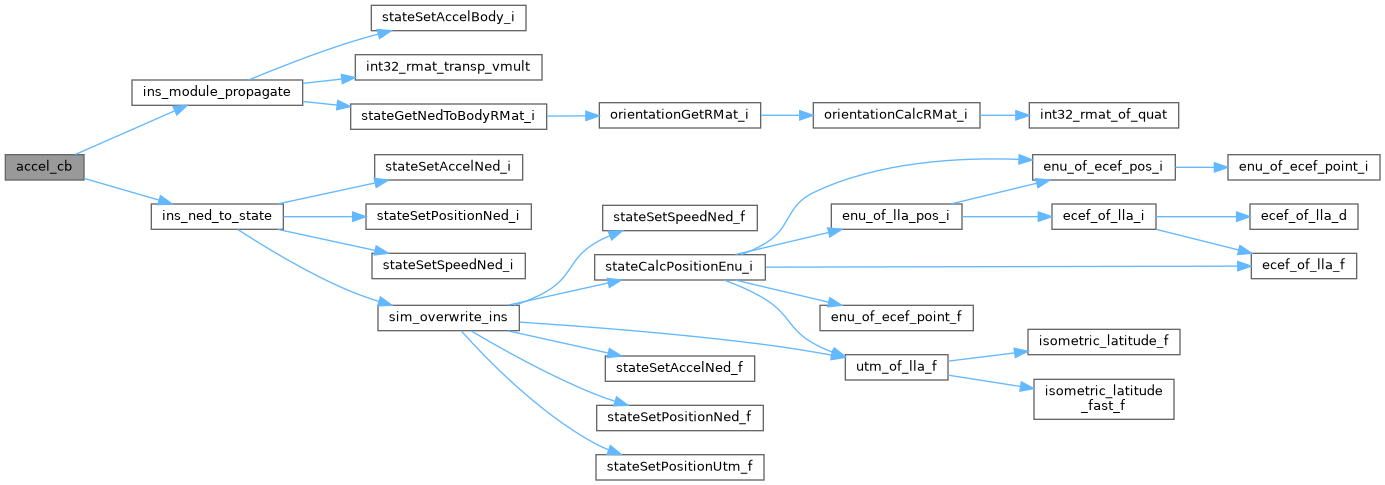 stateSetAccelBody_i
int32_rmat_transp_vmult
ins_module_propagate
stateGetNedToBodyRMat_i
orientationGetRMat_i
orientationCalcRMat_i
int32_rmat_of_quat
accel_cb
stateSetAccelNed_i
enu_of_ecef_pos_i
enu_of_ecef_point_i
ins_ned_to_state
stateSetPositionNed_i
stateSetSpeedNed_f
enu_of_lla_pos_i
ecef_of_lla_i
ecef_of_lla_d
stateSetSpeedNed_i
stateCalcPositionEnu_i
ecef_of_lla_f
sim_overwrite_ins
enu_of_ecef_point_f
isometric_latitude_f
stateSetAccelNed_f
utm_of_lla_f
isometric_latitude
_fast_f
stateSetPositionNed_f
stateSetPositionUtm_f